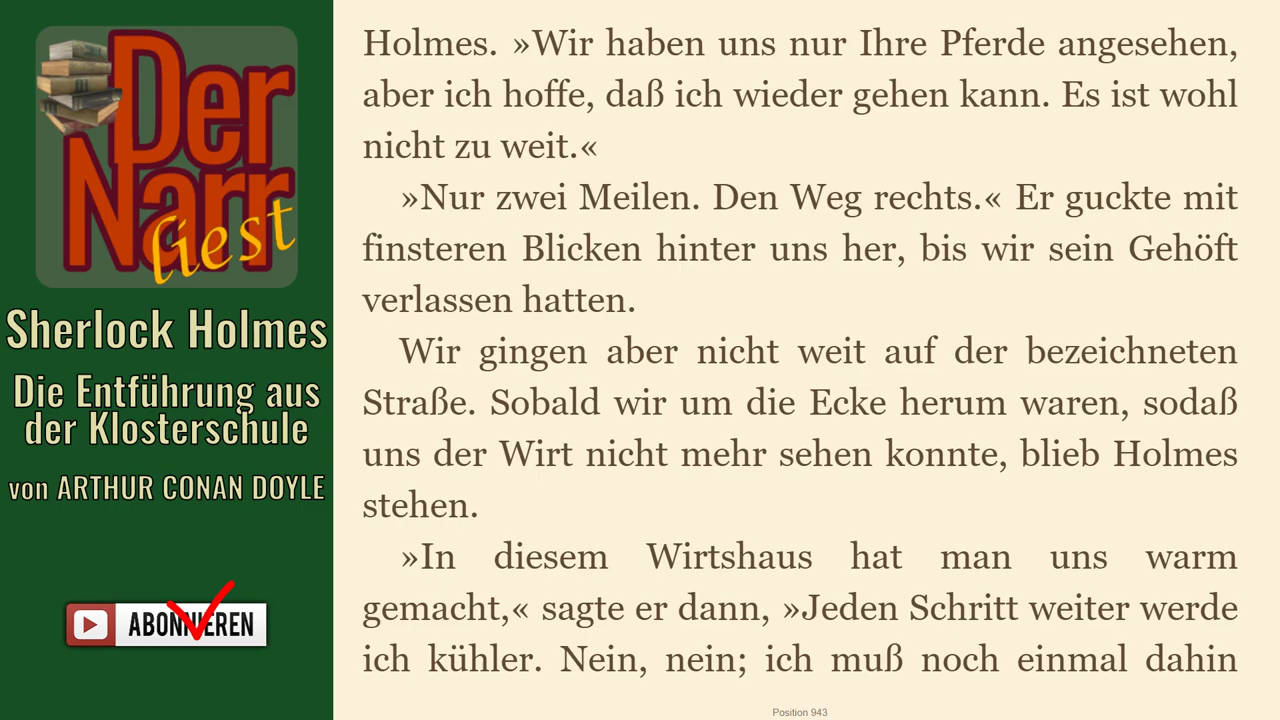 Der
Narr
liest
Sherlock Holmes
Die Entführung aus
der Klosterschule
von ARTHUR CONAN DOYLE
ABONNIEREN
Holmes. »Wir haben uns nur Ihre Pferde angesehen,
aber ich hoffe, daß ich wieder gehen kann. Es ist wohl
nicht zu weit.«
»Nur zwei Meilen. Den Weg rechts.« Er guckte mit
finsteren Blicken hinter uns her, bis wir sein Gehöft
verlassen hatten.
Wir gingen aber nicht weit auf der bezeichneten
Straße. Sobald wir um die Ecke herum waren, sodaß
uns der Wirt nicht mehr sehen konnte, blieb Holmes
stehen.
»In diesem Wirtshaus hat man uns warm
gemacht,« sagte er dann, »Jeden Schritt weiter werde
ich kühler. Nein, nein; ich muß noch einmal dahin
Position 943